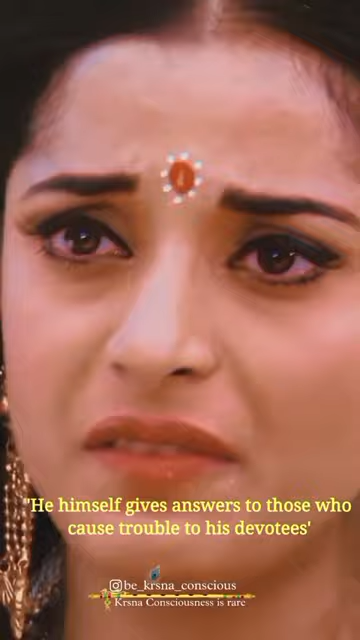 "He himself gives answers to those who
cause trouble to his devotees'
@be_krsna_conscious
Krsna Consciousness is rare